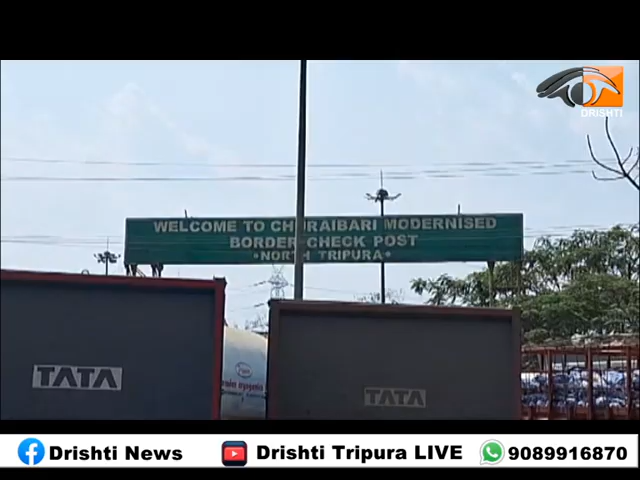 DRISHTI
WELCOME TO CHURAIBARI MODERNISED
BORDER CHECK POST
*NORTH TRIPURA*
TATA
TATA
Drishti News
Drishti Tripura LIVE
9089916870